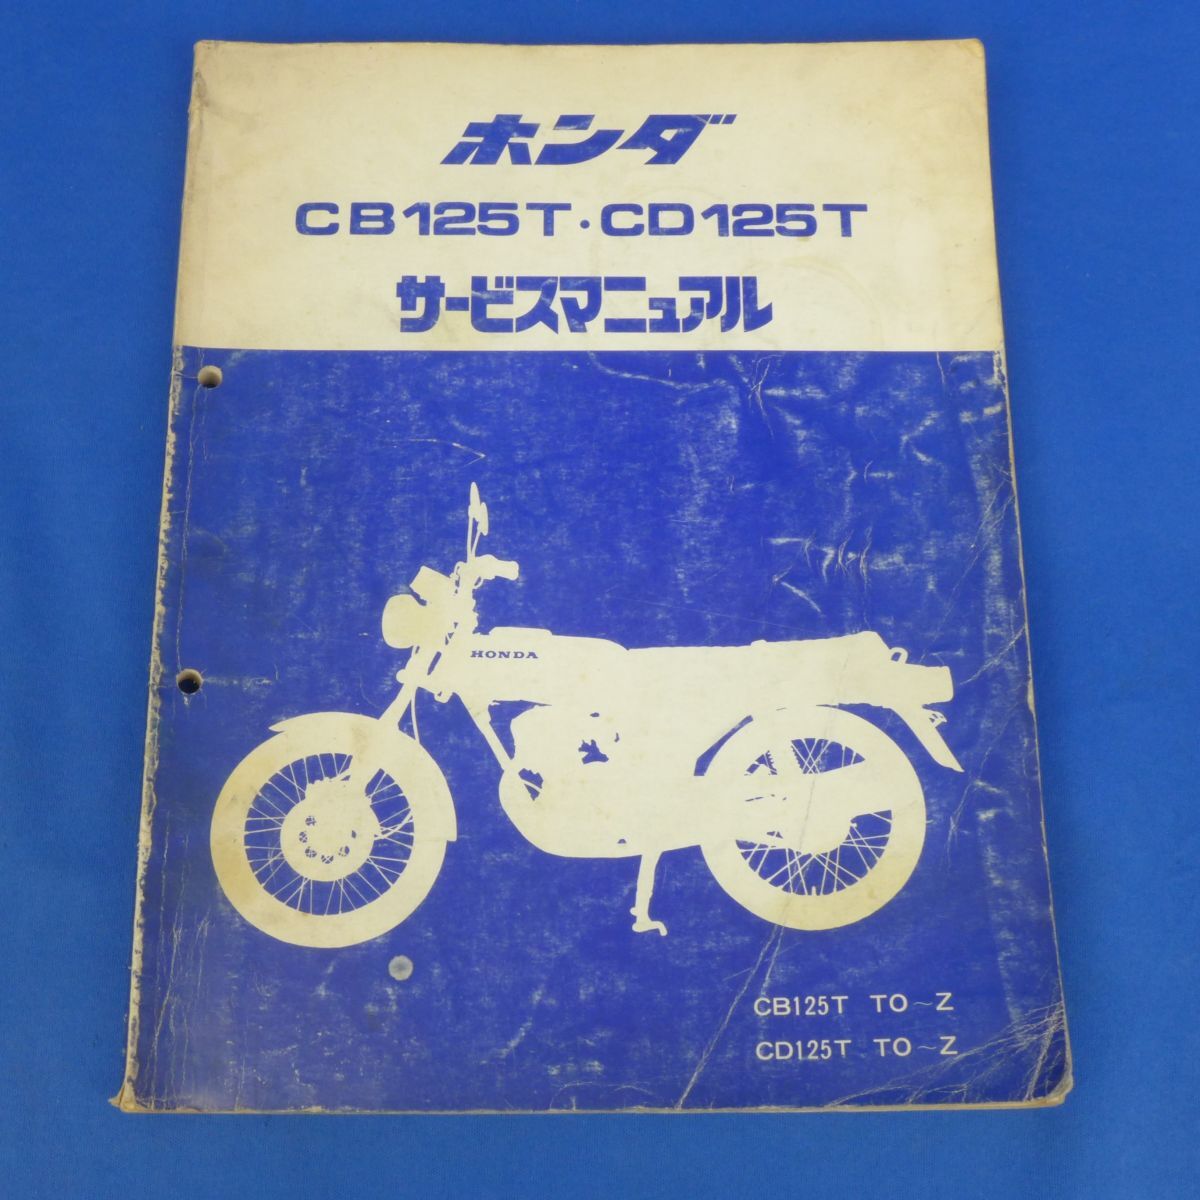 ホンダ
CB125T・CD125T
サービスマニュアル
HONDA
CB125T TO～Z
CD125T TO～Z